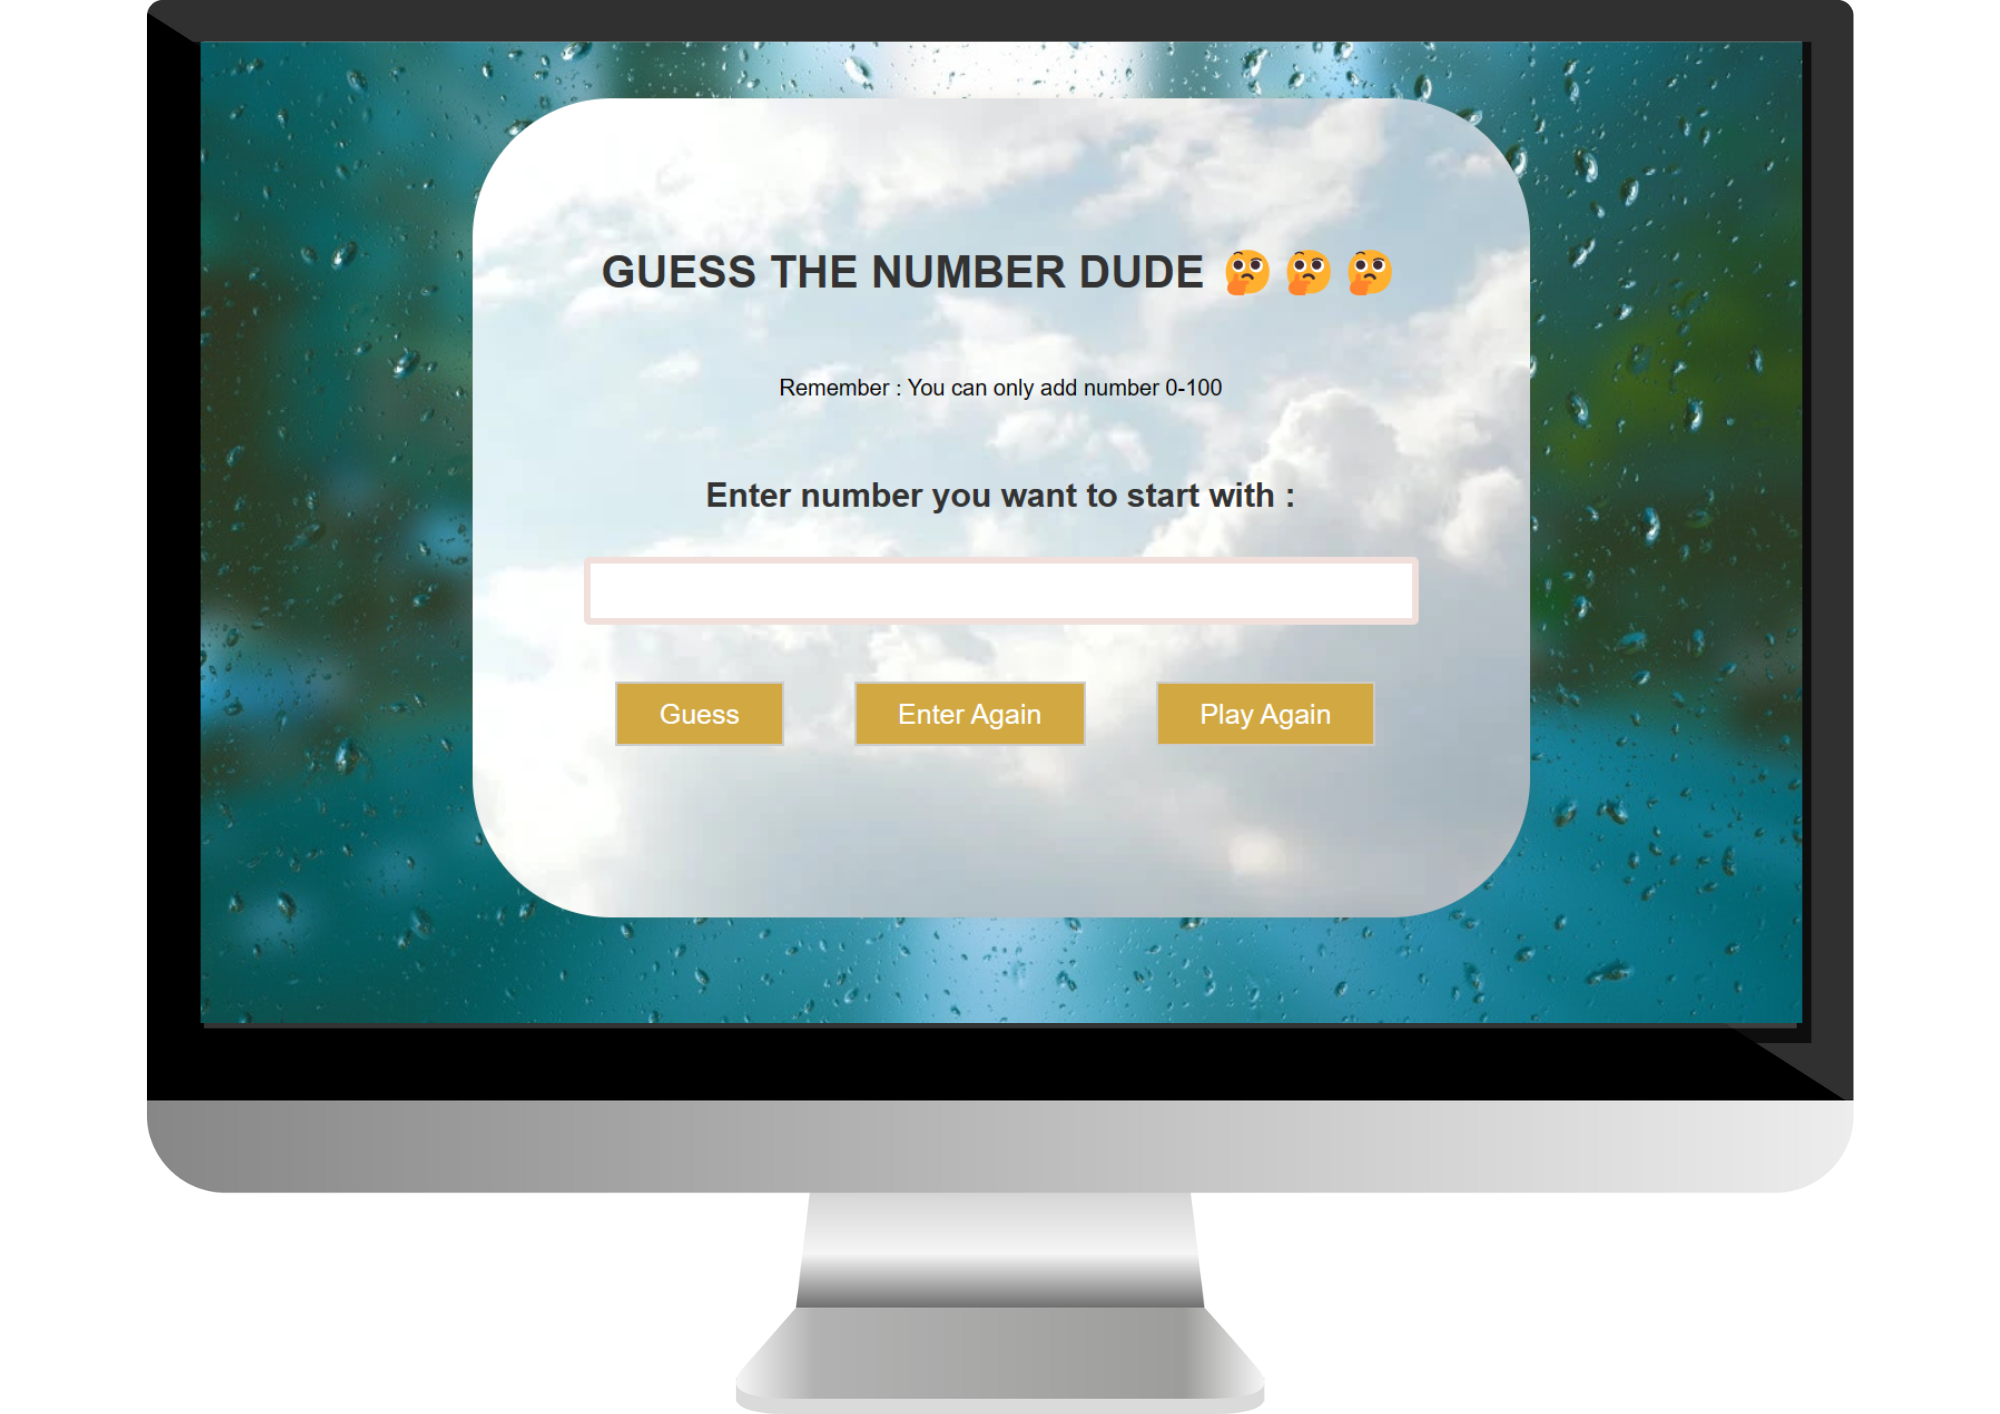 GUESS THE NUMBER DUDE 🤔 🤔 🤔
Remember : You can only add number 0-100
Enter number you want to start with :
Guess Enter Again Play Again